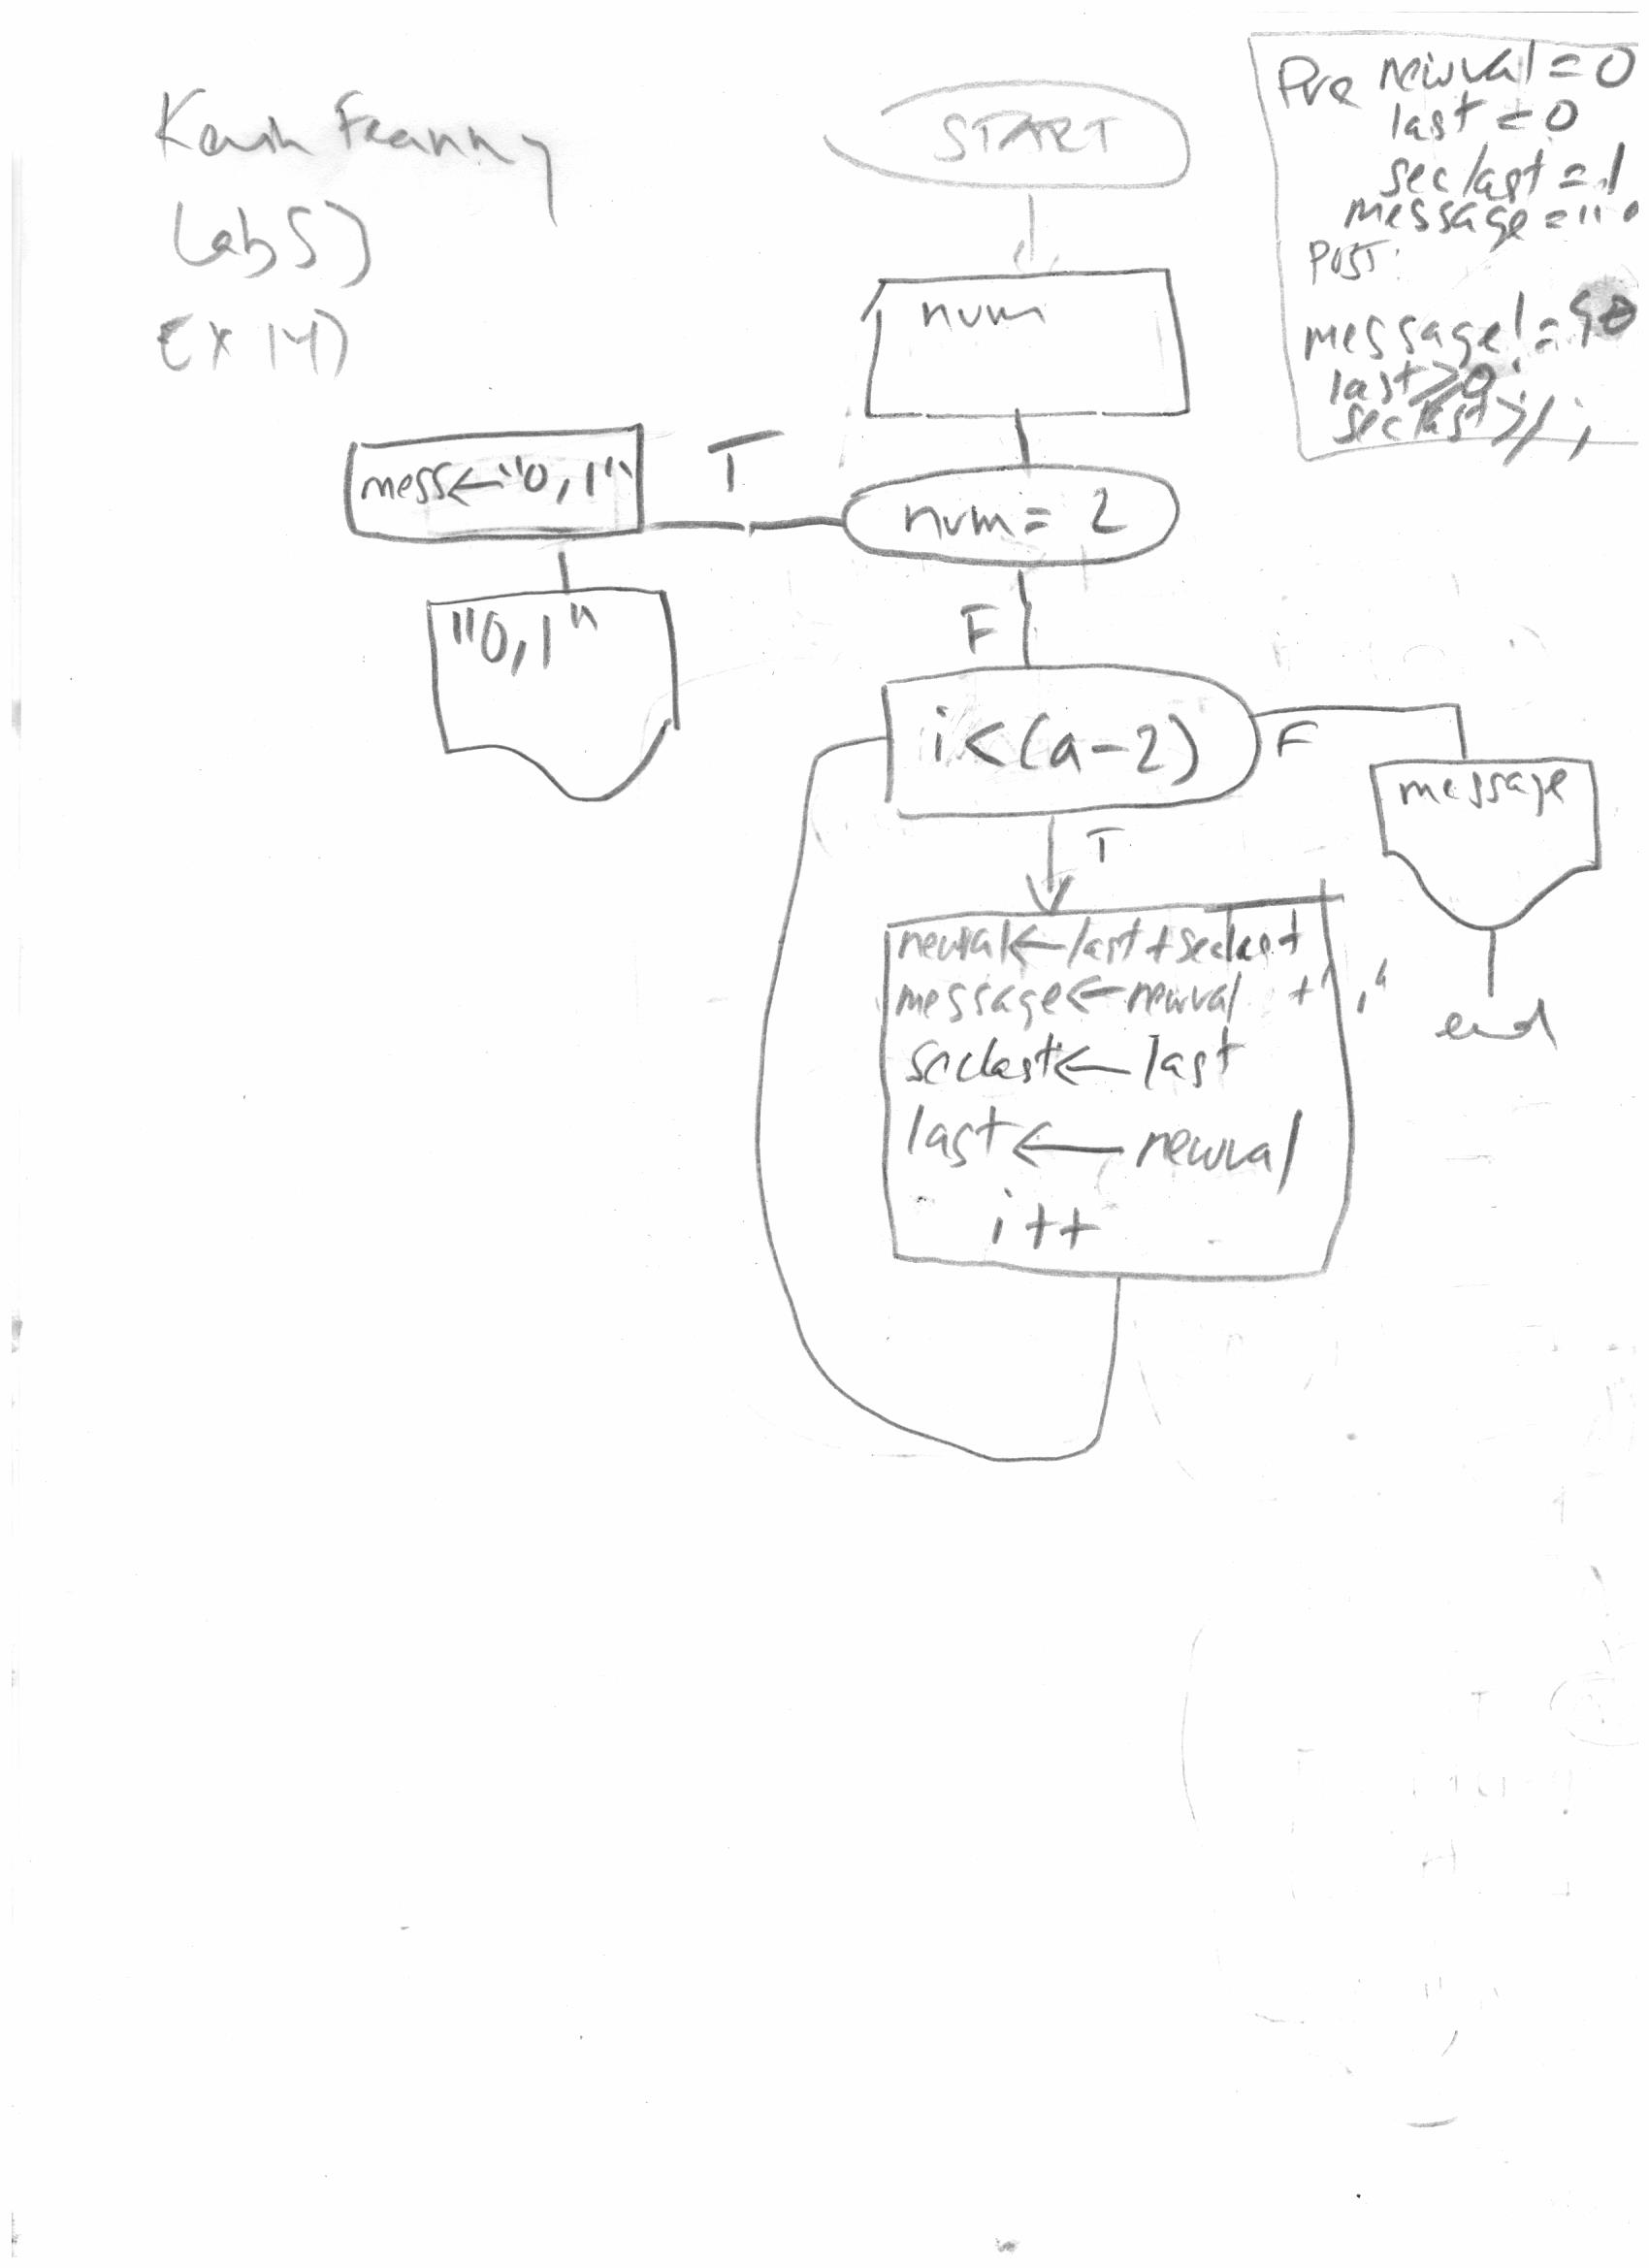 Lab 5)
Ex 14)
START
Pre newval = 0
last = 0
seclast = 1
message = "
Post:
message! =
last ≥ 0;
seclast ≥ 1;
num
num = 2
T
mess ← "0,1"
"0,1"
F
i < (a-2)
F
message
end
T
newval ← last + seclast
message ← newval + ","
seclast ← last
last ← newval
i++